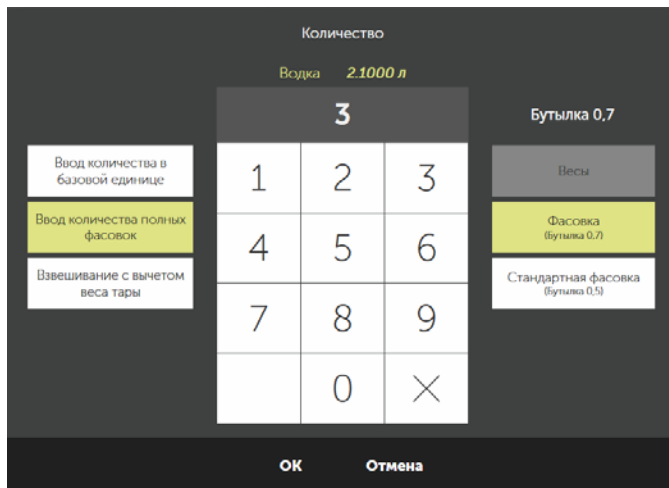 Количество
Водка 2.1000 л
3
Бутылка 0,7
Ввод количества в
базовой единице
Ввод количества полных
фасовок
Взвешивание с вычетом
веса тары
1 2 3
4 5 6
7 8 9
0 ×
Весы
Фасовка
(Бутылка 0.7)
Стандартная фасовка
(Бутылка 0,5)
ОК Отмена